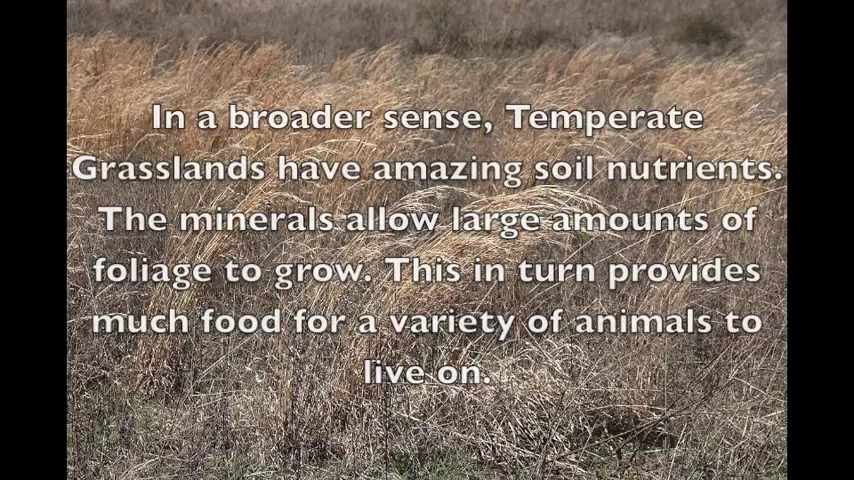 In a broader sense, Temperate
Grasslands have amazing soil nutrients.
The minerals allow large amounts of
foliage to grow. This in turn provides
much food for a variety of animals to
live on.